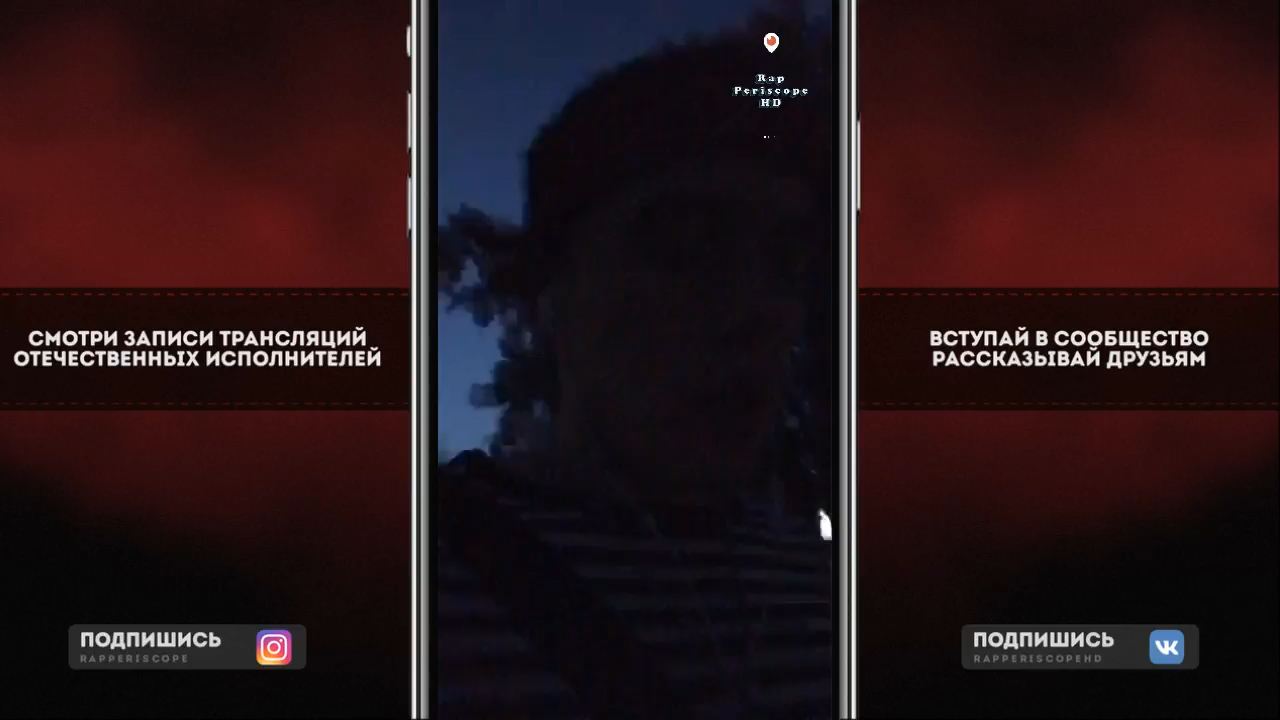 Rap
Periscope
HD
СМОТРИ ЗАПИСИ ТРАНСЛЯЦИЙ
ОТЕЧЕСТВЕННЫХ ИСПОЛНИТЕЛЕЙ
ВСТУПАЙ В СООБЩЕСТВО
РАССКАЗЫВАЙ ДРУЗЬЯМ
ПОДПИШИСЬ
RAPPERISCOPE
ПОДПИШИСЬ
RAPPERISCOPEHD